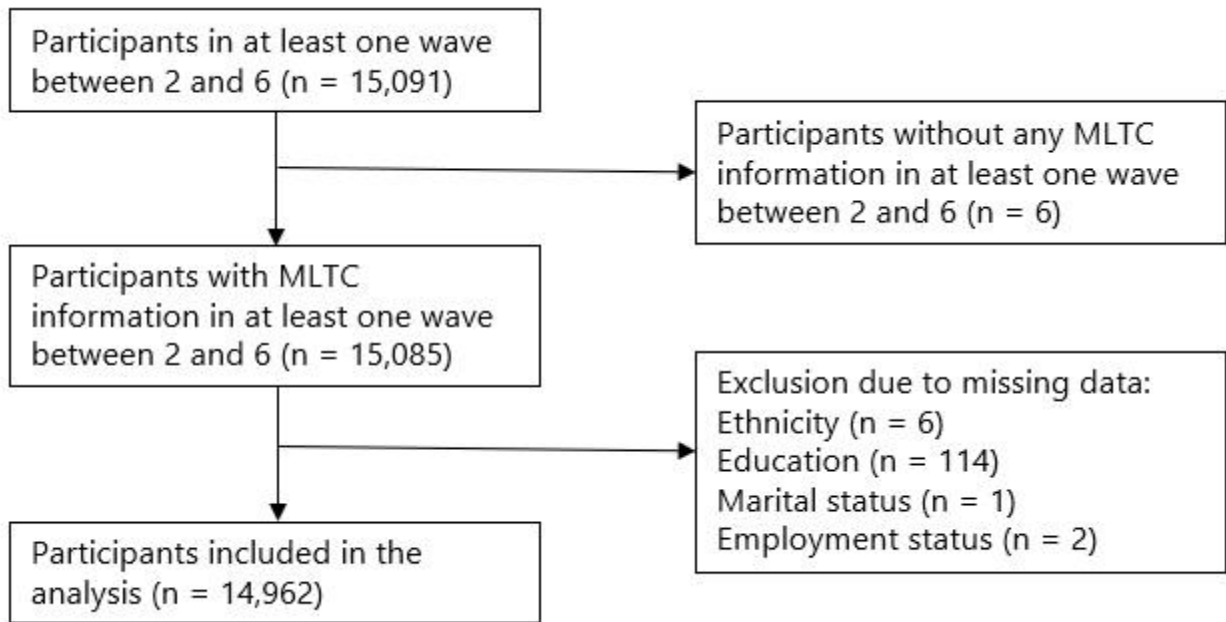 Participants in at least one wave
between 2 and 6 (n = 15,091)
Participants without any MLTC
information in at least one wave
between 2 and 6 (n = 6)
Participants with MLTC
information in at least one wave
between 2 and 6 (n = 15,085)
Exclusion due to missing data:
Ethnicity (n = 6)
Education (n = 114)
Marital status (n = 1)
Employment status (n = 2)
Participants included in the
analysis (n = 14,962)